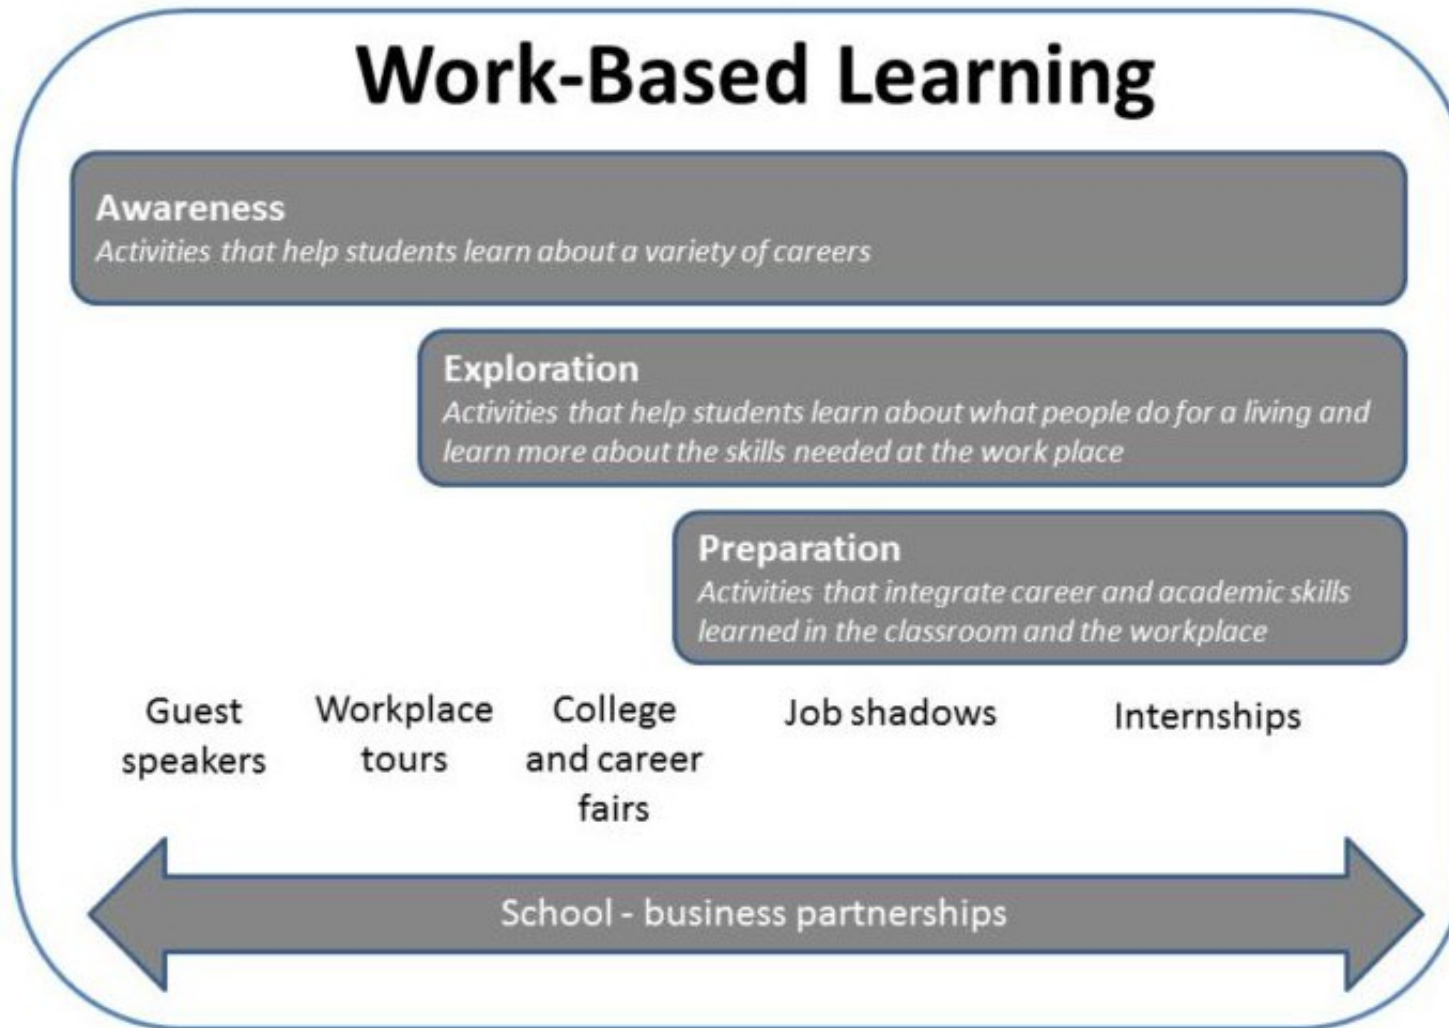 Work-Based Learning
Awareness
Activities that help students learn about a variety of careers
Exploration
Activities that help students learn about what people do for a living and
learn more about the skills needed at the work place
Preparation
Activities that integrate career and academic skills
learned in the classroom and the workplace
Guest
speakers
Workplace
tours
College
and career
fairs
Job shadows
Internships
School - business partnerships